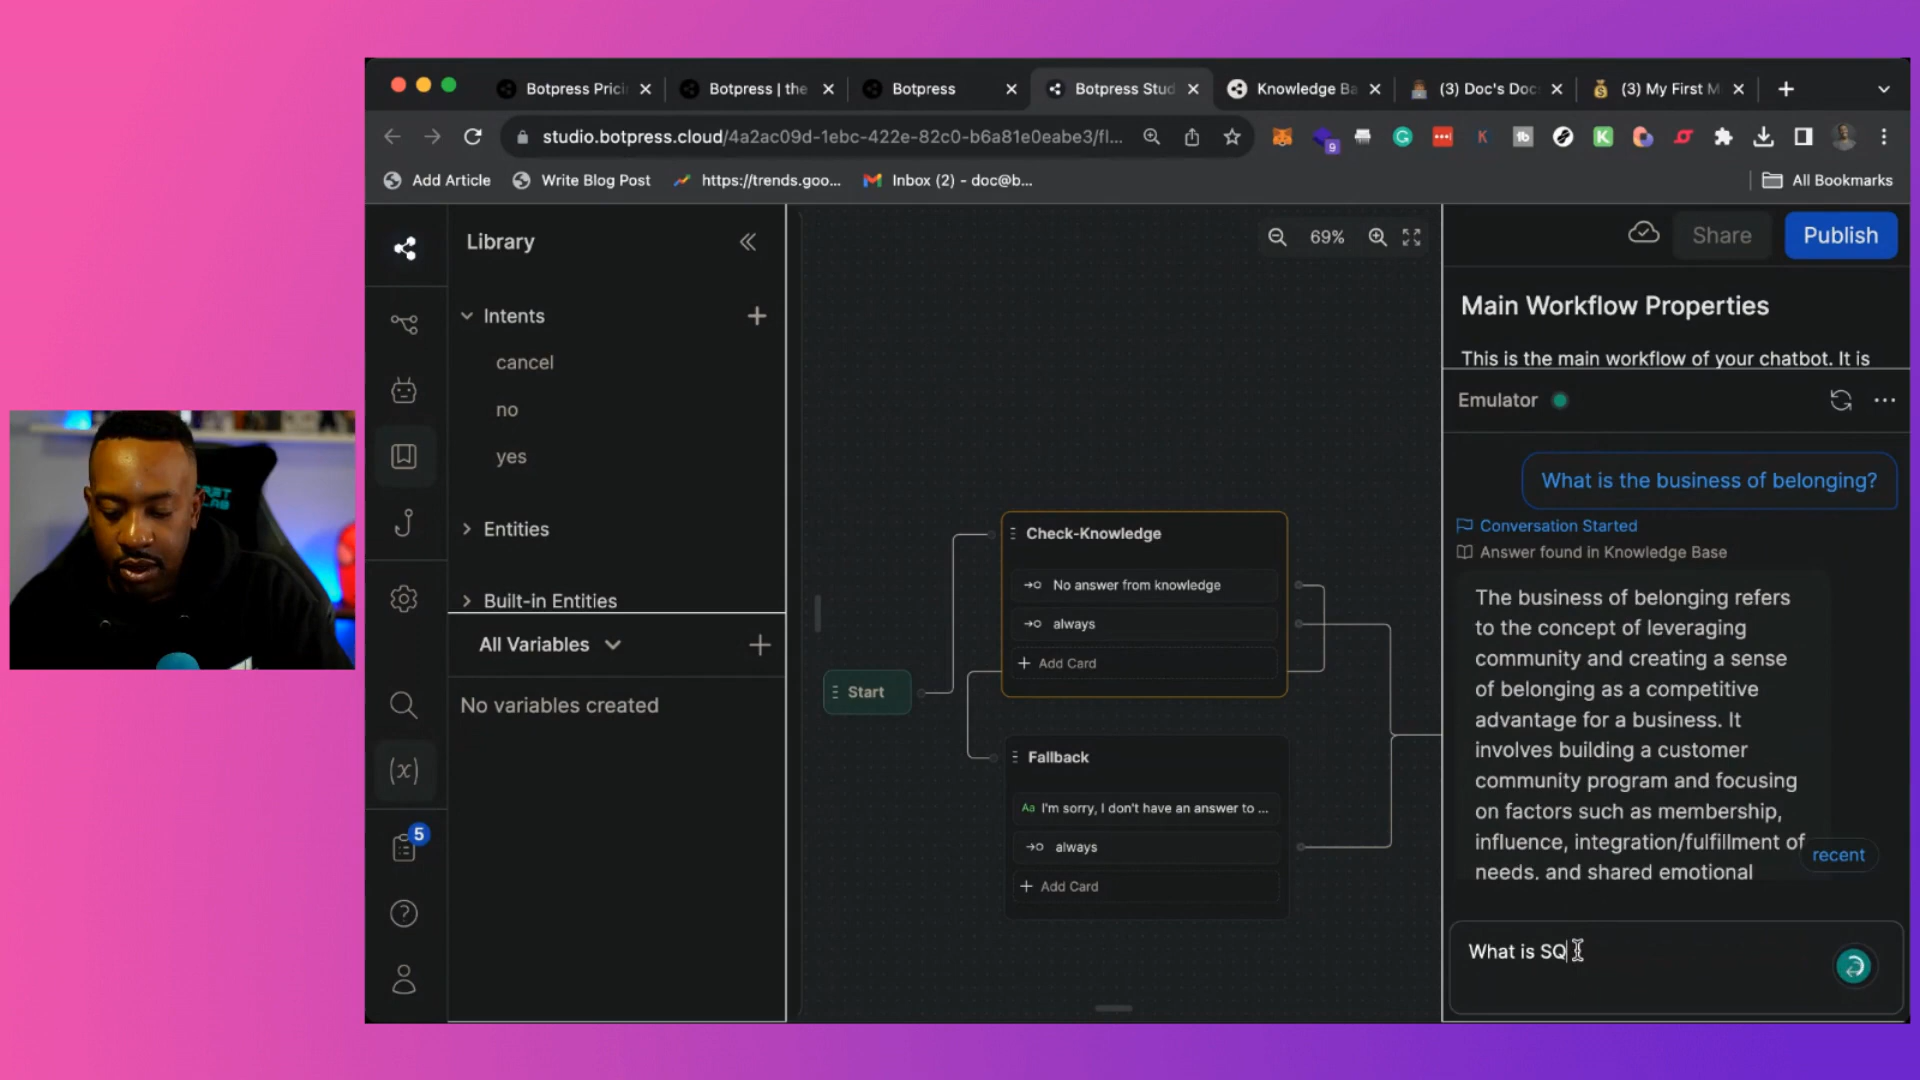 Botpress Prici
Botpress | the
Botpress
Botpress Stud
Knowledge Ba
(3) Doc's Doc
(3) My First M
studio.botpress.cloud/4a2ac09d-1ebc-422e-82c0-b6a81e0eabe3/fl...
9
Add Article
Write Blog Post
https://trends.goo...
Inbox (2) - doc@b...
All Bookmarks
Library
69%
Share
Publish
Intents
cancel
no
yes
Entities
Built-in Entities
All Variables
No variables created
5
Start
Check-Knowledge
No answer from knowledge
always
Add Card
Fallback
Aa I'm sorry, I don't have an answer to ...
always
Add Card
Main Workflow Properties
This is the main workflow of your chatbot. It is
Emulator
What is the business of belonging?
Conversation Started
Answer found in Knowledge Base
The business of belonging refers
to the concept of leveraging
community and creating a sense
of belonging as a competitive
advantage for a business. It
involves building a customer
community program and focusing
on factors such as membership,
influence, integration/fulfillment of
needs, and shared emotional
recent
What is SQ